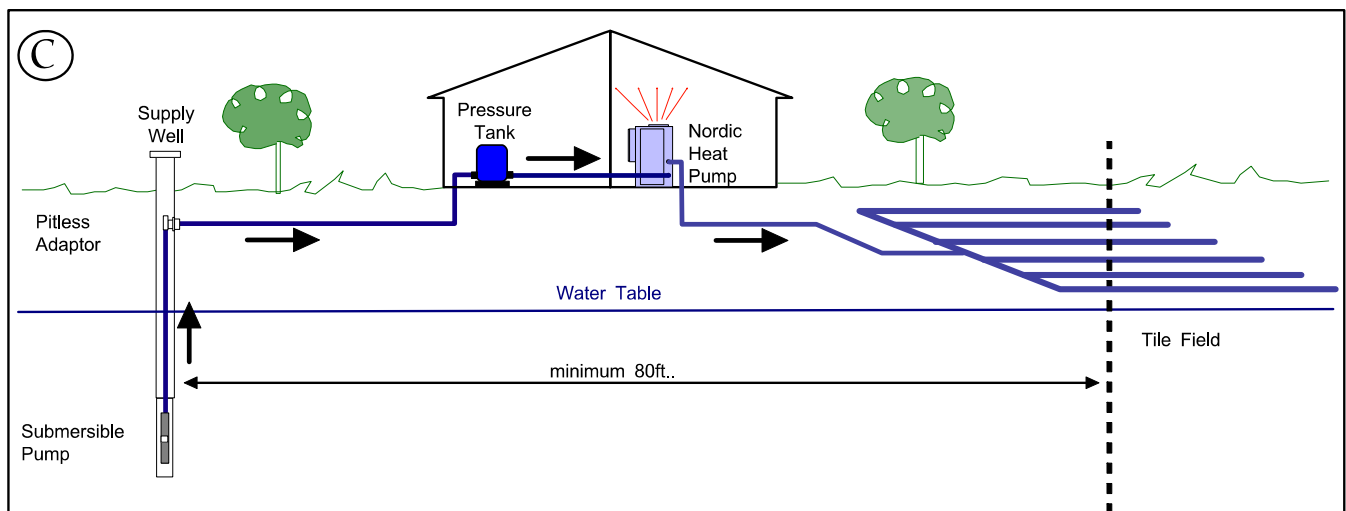 C
Supply
Well
Pressure
Tank
Nordic
Heat
Pump
Pitless
Adaptor
Water Table
Tile Field
minimum 80ft..
Submersible
Pump